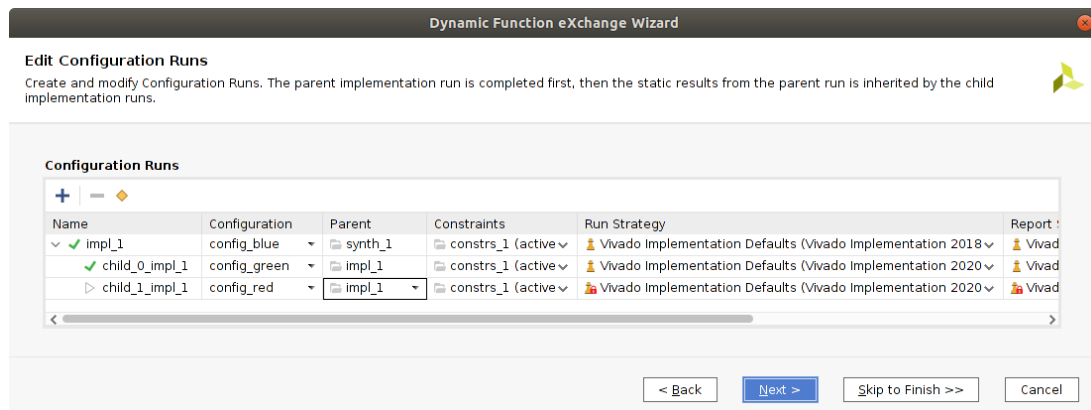 Dynamic Function eXchange Wizard
Edit Configuration Runs
Create and modify Configuration Runs. The parent implementation run is completed first, then the static results from the parent run is inherited by the child
implementation runs.
Configuration Runs
Name Configuration Parent Constraints Run Strategy Report
impl_1 config_blue synth_1 constrs_1 (active Vivado Implementation Defaults (Vivado Implementation 2018 Vivad
child_0_impl_1 config_green impl_1 constrs_1 (active Vivado Implementation Defaults (Vivado Implementation 2020 Vivad
child_1_impl_1 config_red impl_1 constrs_1 (active Vivado Implementation Defaults (Vivado Implementation 2020 Vivad
< Back Next > Skip to Finish >> Cancel